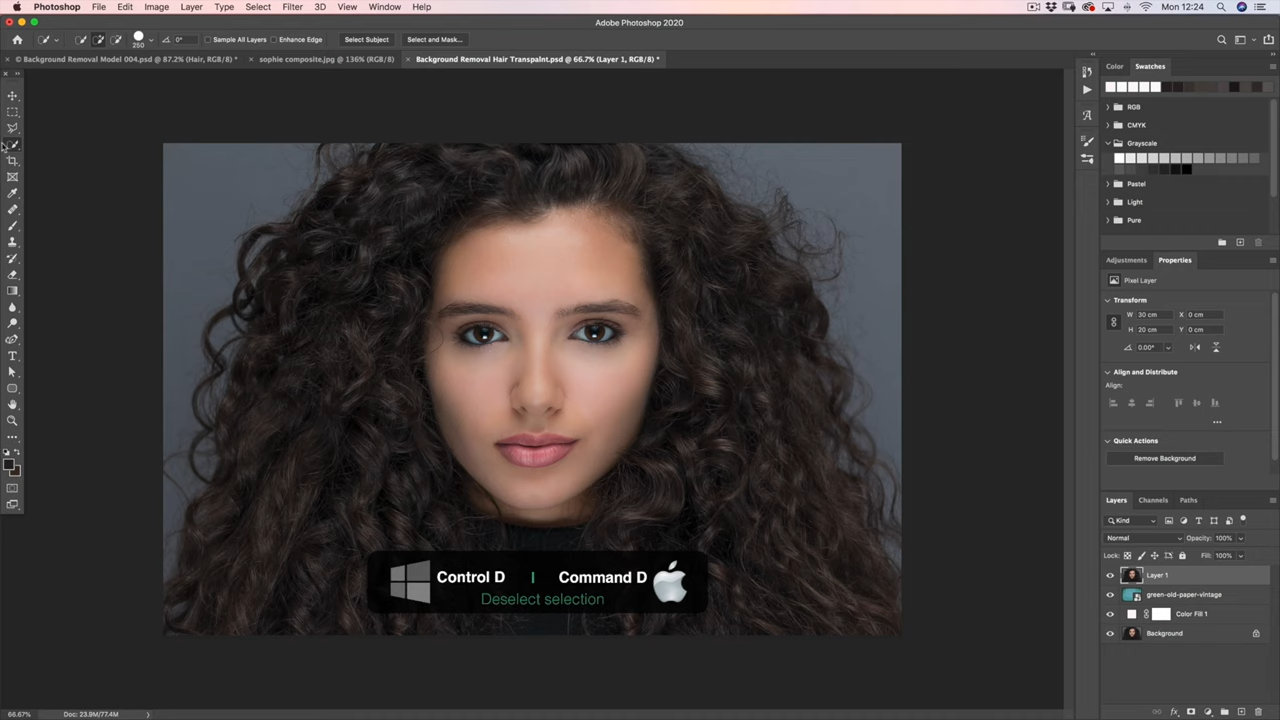 Photoshop File Edit Image Layer Type Select Filter 3D View Window Help Mon 12:24
Adobe Photoshop 2020
250 0° Sample All Layers Enhance Edge Select Subject Select and Mask...
© Background Removal Model 004.psd @ 87.2% (Hair, RGB/8) * sophie composite.jpg @ 136% (RGB/8) Background Removal Hair Transpalnt.psd @ 66.7% (Layer 1, RGB/8) *
Color Swatches
RGB
CMYK
Grayscale
Pastel
Light
Pure
Adjustments Properties
Pixel Layer
Transform
W 30 cm X 0 cm
H 20 cm Y 0 cm
0.00°
Align and Distribute
Align:
...
Quick Actions
Remove Background
Layers Channels Paths
Kind
Normal Opacity: 100%
Lock: Fill: 100%
Layer 1
green-old-paper-vintage
Color Fill 1
Background
Control D | Command D
Deselect selection
66.67% Doc: 23.9M/77.4M